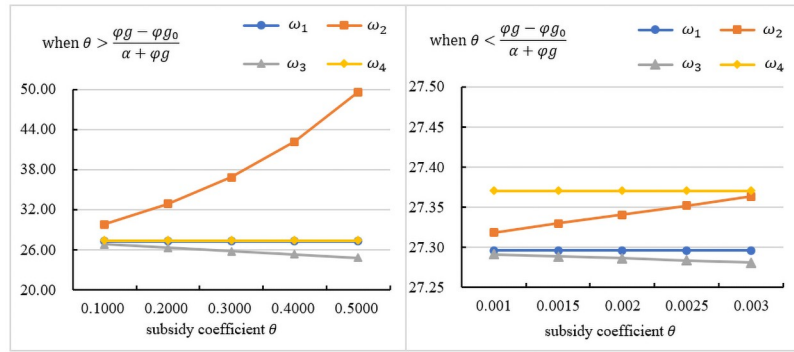 when θ > φg − φg₀ / α + φg
ω₁ ω₂
ω₃ ω₄
50.00
44.00
38.00
32.00
26.00
20.00
0.1000 0.2000 0.3000 0.4000 0.5000
subsidy coefficient θ
when θ < φg − φg₀ / α + φg
ω₁ ω₂
ω₃ ω₄
27.50
27.45
27.40
27.35
27.30
27.25
0.001 0.0015 0.002 0.0025 0.003
subsidy coefficient θ